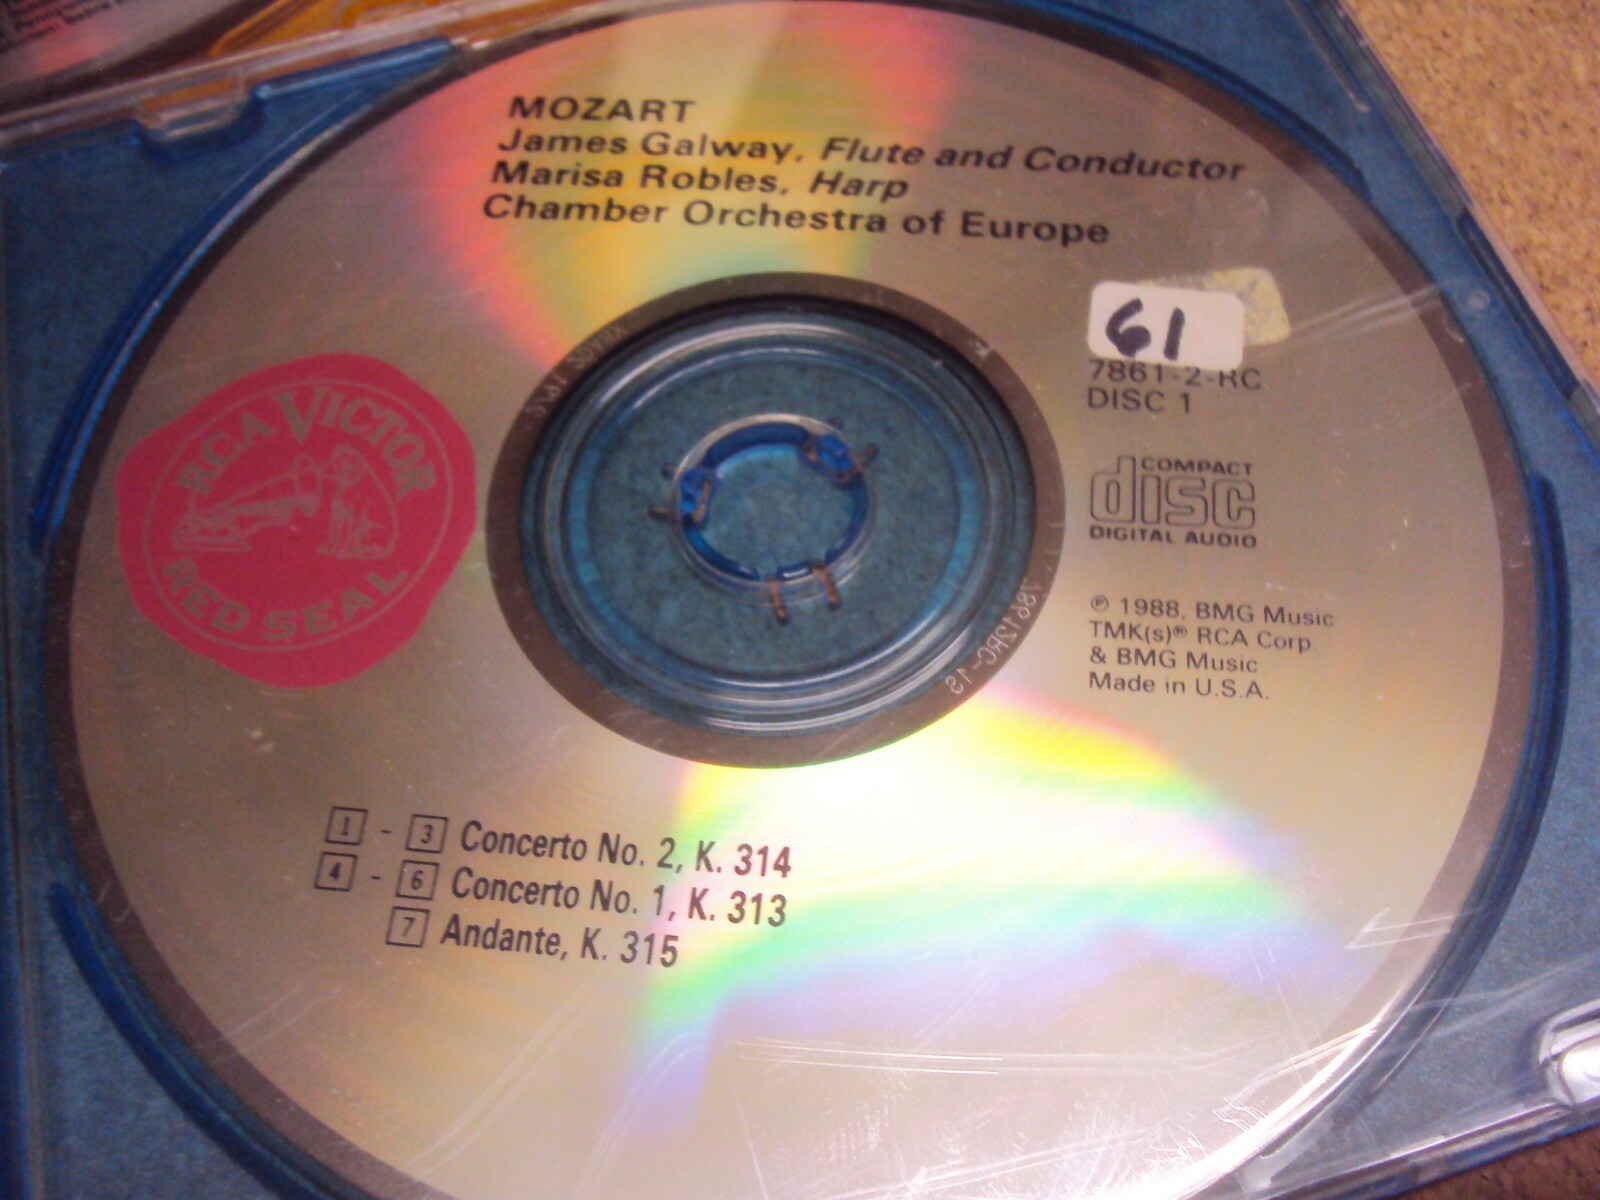 MOZART
James Galway, Flute and Conductor
Marisa Robles, Harp
Chamber Orchestra of Europe
61
7861-2-RC
DISC 1
COMPACT
disc
DIGITAL AUDIO
RCA VICTOR
RED SEAL
℗ 1988, BMG Music
TMK(s)® RCA Corp.
& BMG Music
Made in U.S.A.
1 - 3 Concerto No. 2, K. 314
4 - 6 Concerto No. 1, K. 313
7 Andante, K. 315